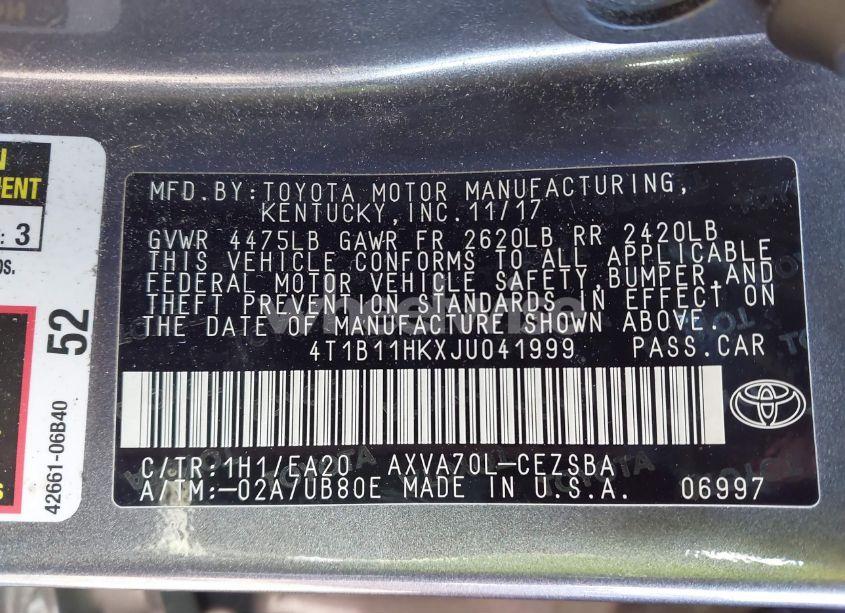 EMENT
: 3
OS.
52
42661-06B40
MFD.BY:TOYOTA MOTOR MANUFACTURING,
KENTUCKY,INC.11/17
GVWR 4475LB GAWR FR 2620LB RR 2420LB
THIS VEHICLE CONFORMS TO ALL APPLICABLE
FEDERAL MOTOR VEHICLE SAFETY,BUMPER,AND
THEFT PREVENTION STANDARDS IN EFFECT ON
THE DATE OF MANUFACTURE SHOWN ABOVE.
4T1B11HKXJU041999 PASS.CAR
C/TR:1H1/EA20 AXVA70L-CEZSBA
A/TM:-02A/UB80E MADE IN U.S.A. 06997